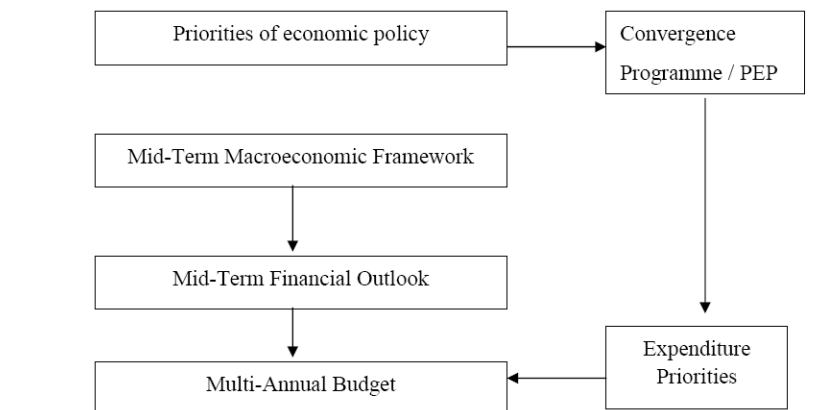 Priorities of economic policy
Convergence
Programme / PEP
Mid-Term Macroeconomic Framework
Mid-Term Financial Outlook
Expenditure
Priorities
Multi-Annual Budget